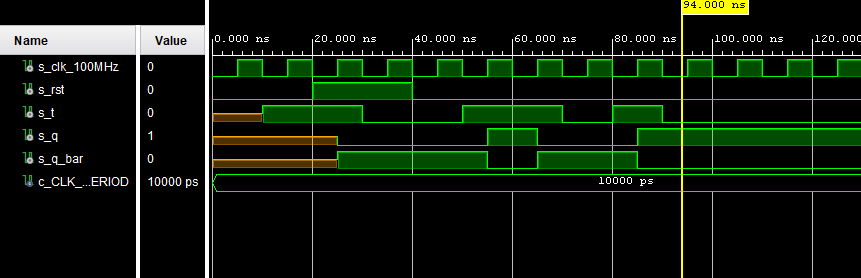 94.000 ns
Name Value 0.000 ns 20.000 ns 40.000 ns 60.000 ns 80.000 ns 100.000 ns 120.000
s_clk_100MHz 0
s_rst 0
s_t 0
s_q 1
s_q_bar 0
c_CLK_...ERIOD 10000 ps 10000 ps